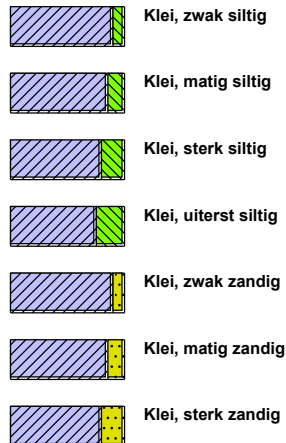 Klei, zwak siltig
Klei, matig siltig
Klei, sterk siltig
Klei, uiterst siltig
Klei, zwak zandig
Klei, matig zandig
Klei, sterk zandig